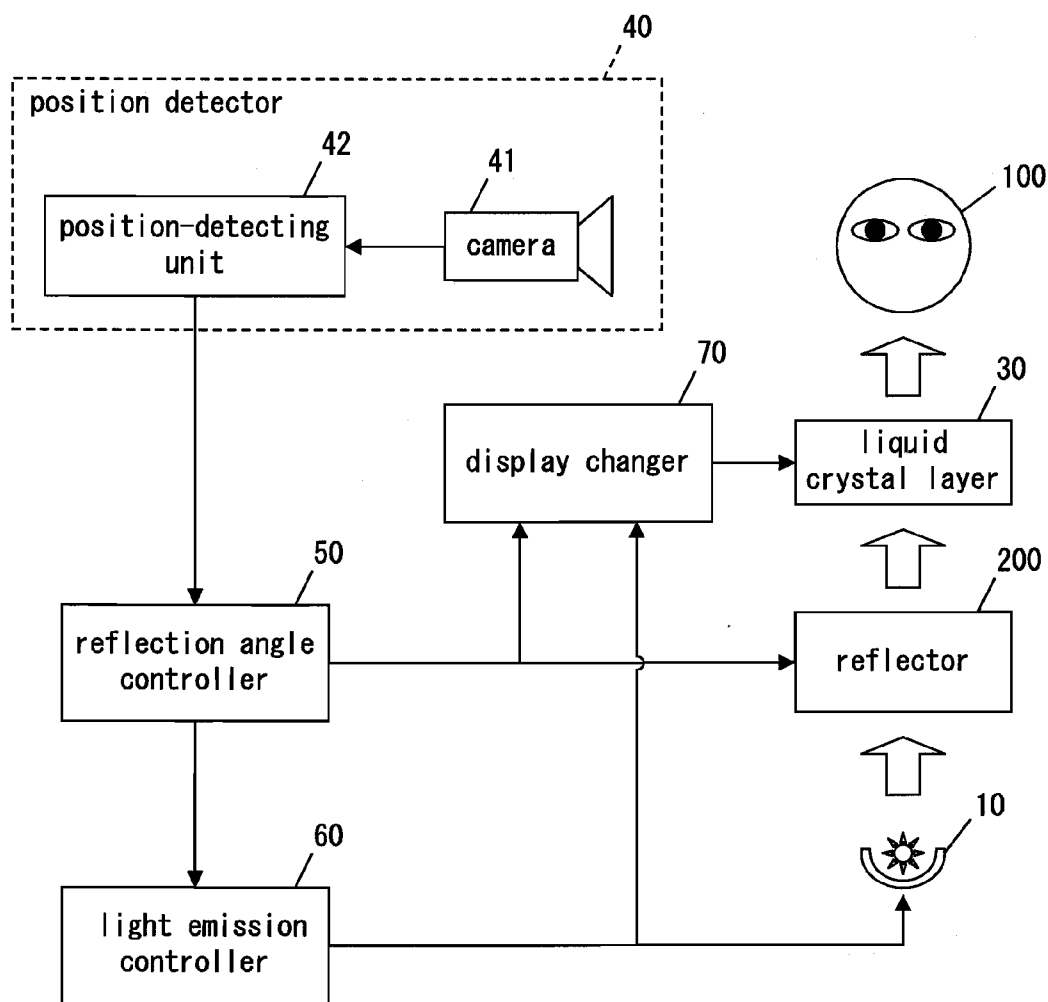 40
position detector
42
41
100
position-detecting
unit
camera
70
30
display changer
liquid
crystal layer
50
200
reflection angle
controller
reflector
10
60
light emission
controller